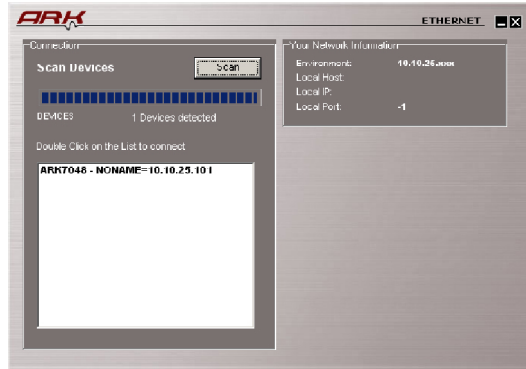 ARK
ETHERNET
Connection
Scan Devices
Scan
DEVICES
1 Devices detected
Double Click on the List to connect
ARK7048 - NONAME=10.10.25.101
Your Network Information
Environment:
Local Host:
Local IP:
Local Port: -1